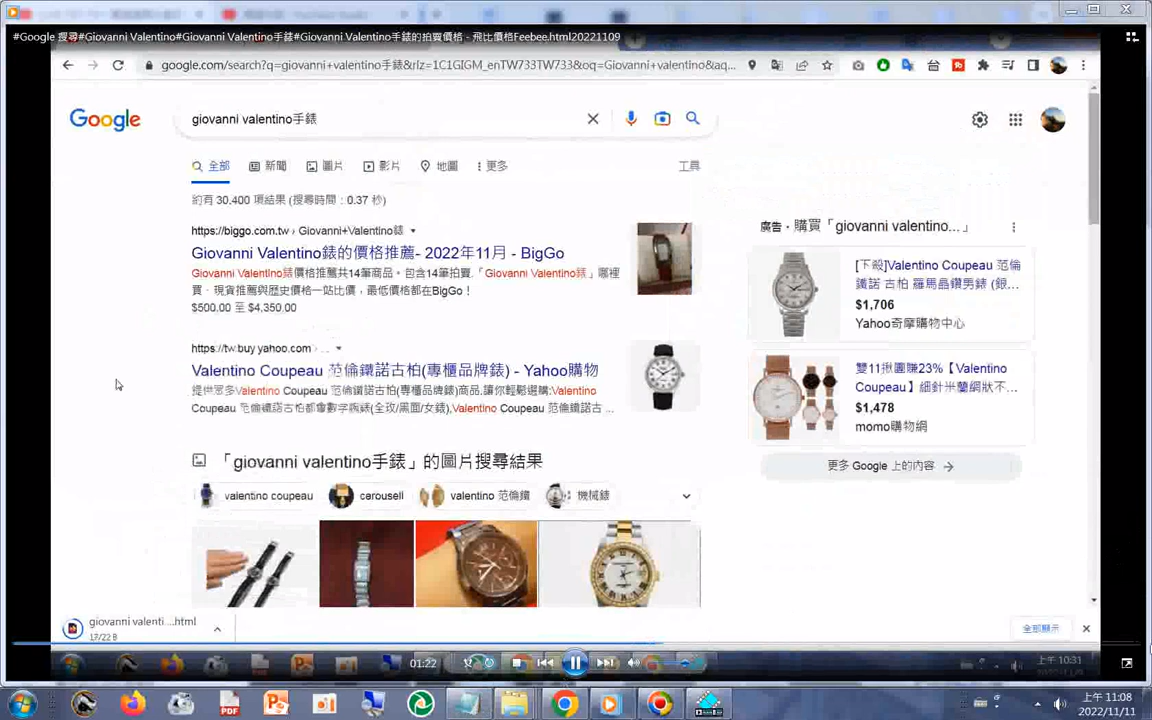 #Google 搜尋#Giovanni Valentino#Giovanni Valentino手錶#Giovanni Valentino手錶的拍買價格 - 飛比價格Feebee.html20221109
google.com/search?q=giovanni+valentino手錶&rlz=1C1GIGM_enTW733TW733&oq=Giovanni+valentino&aq...
Google
giovanni valentino手錶
全部 新聞 圖片 影片 地圖 更多 工具
約有 30,400 項結果 (搜尋時間：0.37 秒)
https://biggo.com.tw › Giovanni+Valentino錶
Giovanni Valentino錶的價格推薦- 2022年11月 - BigGo
Giovanni Valentino錶價格推薦共14筆商品。包含14筆拍賣.「Giovanni Valentino錶」哪裡
買、現貨推薦與歷史價格一站比價，最低價格都在BigGo！
$500.00 至 $4,350.00
https://tw.buy.yahoo.com
Valentino Coupeau 范倫鐵諾古柏(專櫃品牌錶) - Yahoo購物
提供眾多Valentino Coupeau 范倫鐵諾古柏(專櫃品牌錶)商品,讓你輕鬆選購:Valentino
Coupeau 范倫鐵諾古柏都會數字腕錶(全玫/黑面/女錶),Valentino Coupeau 范倫鐵諾古 ...
「giovanni valentino手錶」的圖片搜尋結果
valentino coupeau carousell valentino 范倫鐵 機械錶
廣告・購買「giovanni valentino...」
[下殺]Valentino Coupeau 范倫
鐵諾 古柏 羅馬晶鑽男錶 (銀...
$1,706
Yahoo奇摩購物中心
雙11揪團賺23%【Valentino
Coupeau】細針米蘭網狀不...
$1,478
momo購物網
更多 Google 上的內容
giovanni valenti....html
17/22 B
全部顯示
01:22
上午 10:31
上午 11:08
2022/11/11